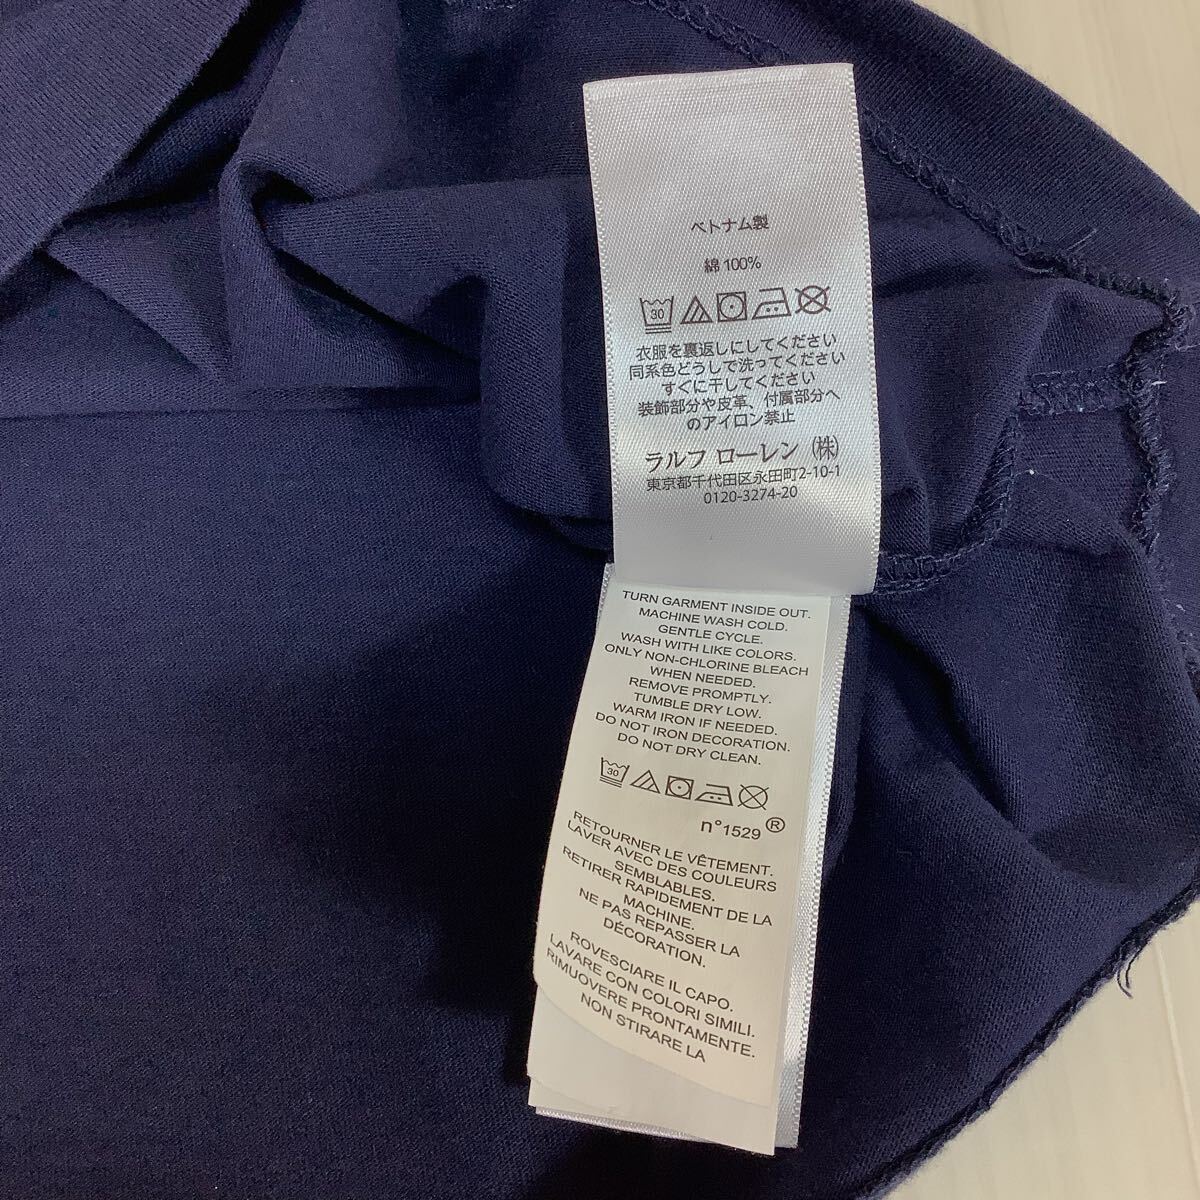 ベトナム製
綿 100%
30
衣服を裏返しにしてください
同系色どうしで洗ってください
すぐに干してください
装飾部分や皮革、付属部分へ
のアイロン禁止
ラルフ ローレン (株)
東京都千代田区永田町2-10-1
0120-3274-20
TURN GARMENT INSIDE OUT.
MACHINE WASH COLD.
GENTLE CYCLE.
WASH WITH LIKE COLORS.
ONLY NON-CHLORINE BLEACH
WHEN NEEDED.
REMOVE PROMPTLY.
TUMBLE DRY LOW.
WARM IRON IF NEEDED.
DO NOT IRON DECORATION.
DO NOT DRY CLEAN.
30
n°1529 ®
RETOURNER LE VÊTEMENT.
LAVER AVEC DES COULEURS
SEMBLABLES.
RETIRER RAPIDEMENT DE LA
MACHINE.
NE PAS REPASSER LA
DÉCORATION.
ROVESCIARE IL CAPO.
LAVARE CON COLORI SIMILI.
RIMUOVERE PRONTAMENTE.
NON STIRARE LA